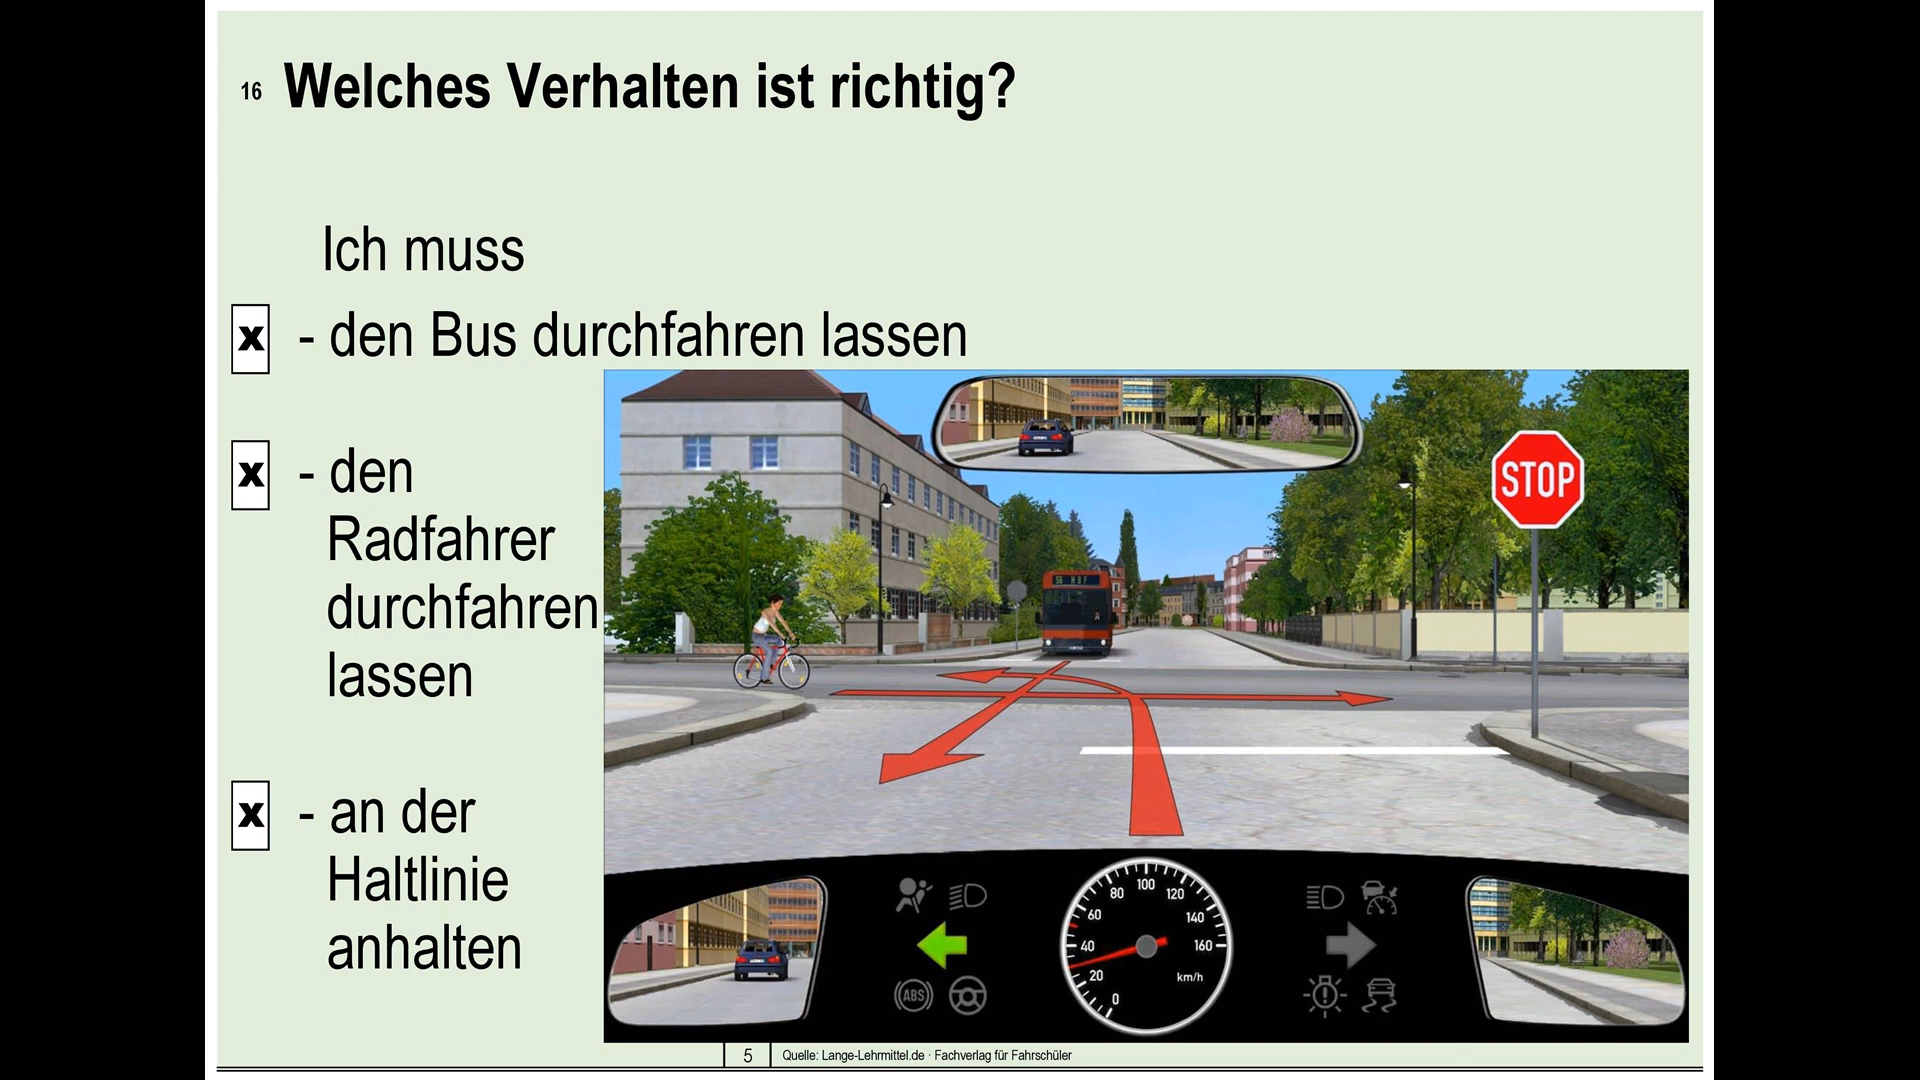 16 Welches Verhalten ist richtig?
Ich muss
x - den Bus durchfahren lassen
x - den
Radfahrer
durchfahren
lassen
x - an der
Haltlinie
anhalten
56 HBF
STOP
0 20 40 60 80 100 120 140 160
km/h
ABS
5 Quelle: Lange-Lehrmittel.de · Fachverlag für Fahrschüler